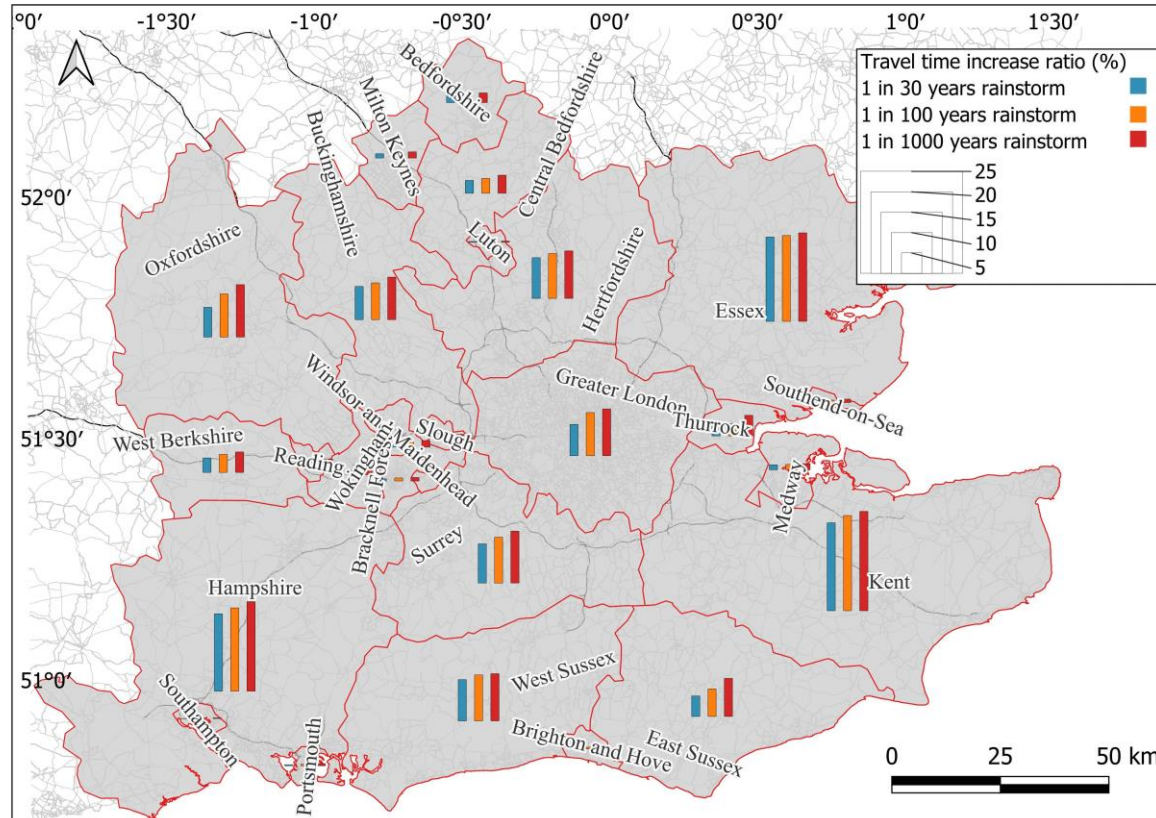 -2°0′ -1°30′ -1°0′ -0°30′ 0°0′ 0°30′ 1°0′ 1°30′
Travel time increase ratio (%)
1 in 30 years rainstorm
1 in 100 years rainstorm
1 in 1000 years rainstorm
25
20
15
10
5
52°0′
51°30′
51°0′
Bedfordshire
Milton Keynes
Central Bedfordshire
Buckinghamshire
Oxfordshire
Luton
Hertfordshire
Essex
Windsor and Maidenhead
Greater London
Southend-on-Sea
Thurrock
Slough
West Berkshire
Reading
Wokingham
Bracknell Forest
Medway
Surrey
Kent
Hampshire
West Sussex
Southampton
Portsmouth
Brighton and Hove
East Sussex
0 25 50 km